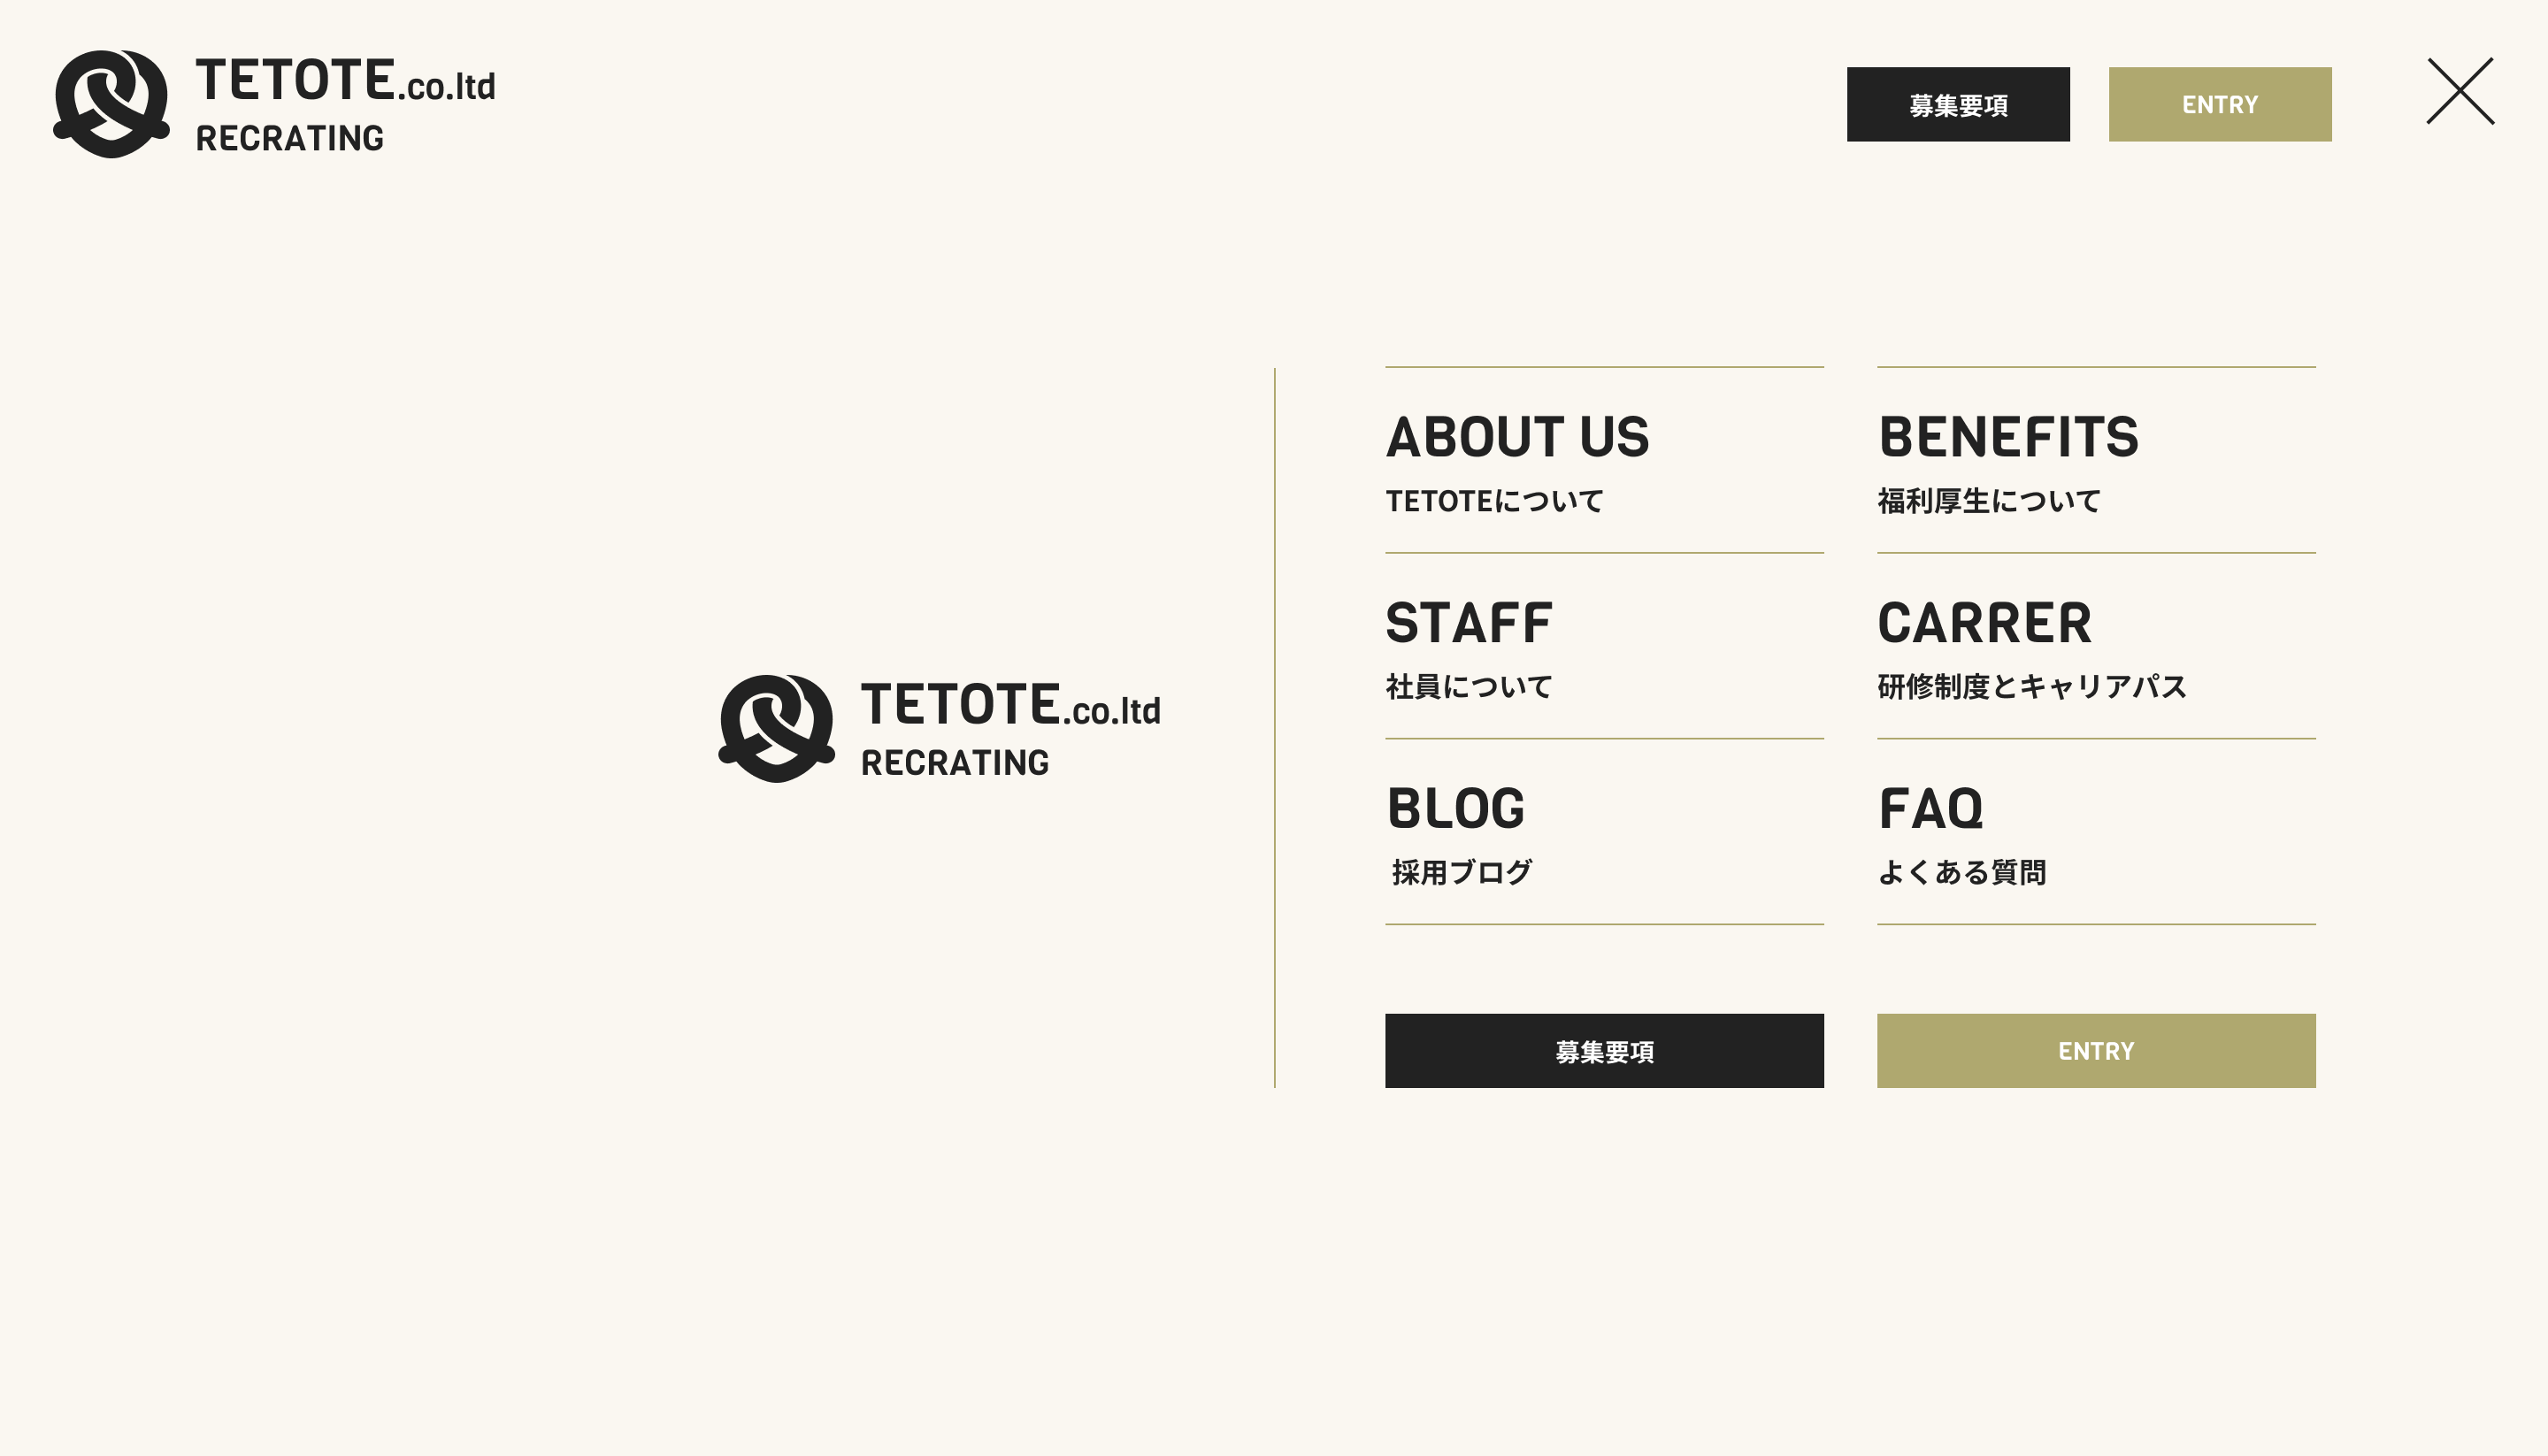 TETOTE.co.ltd
RECRATING
募集要項
ENTRY
TETOTE.co.ltd
RECRATING
ABOUT US
TETOTEについて
BENEFITS
福利厚生について
STAFF
社員について
CARRER
研修制度とキャリアパス
BLOG
採用ブログ
FAQ
よくある質問
募集要項
ENTRY